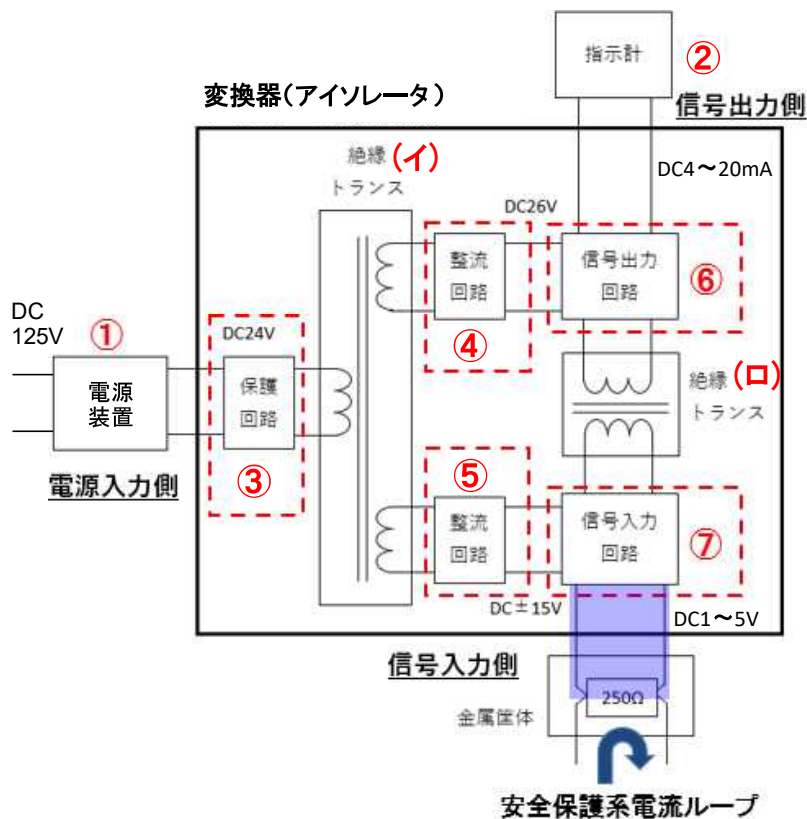 指示計
②
変換器(アイソレータ)
信号出力側
絶縁
トランス
(イ)
DC4～20mA
DC26V
整流
回路
④
信号出力
回路
⑥
DC
125V
①
DC24V
電源
装置
保護
回路
③
電源入力側
絶縁
トランス
(ロ)
⑤
整流
回路
信号入力
回路
⑦
DC±15V
DC1～5V
信号入力側
250Ω
金属筐体
安全保護系電流ループ